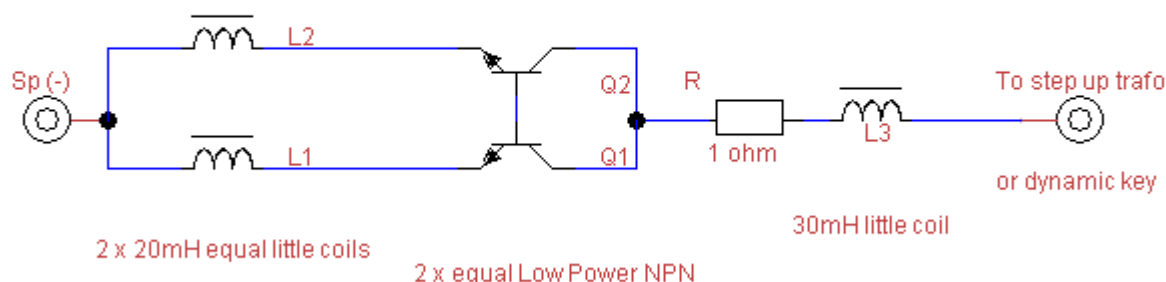 L2
Sp (-)
Q2
R
To step up trafo
L1
Q1
1 ohm
L3
or dynamic key
30mH little coil
2 x 20mH equal little coils
2 x equal Low Power NPN